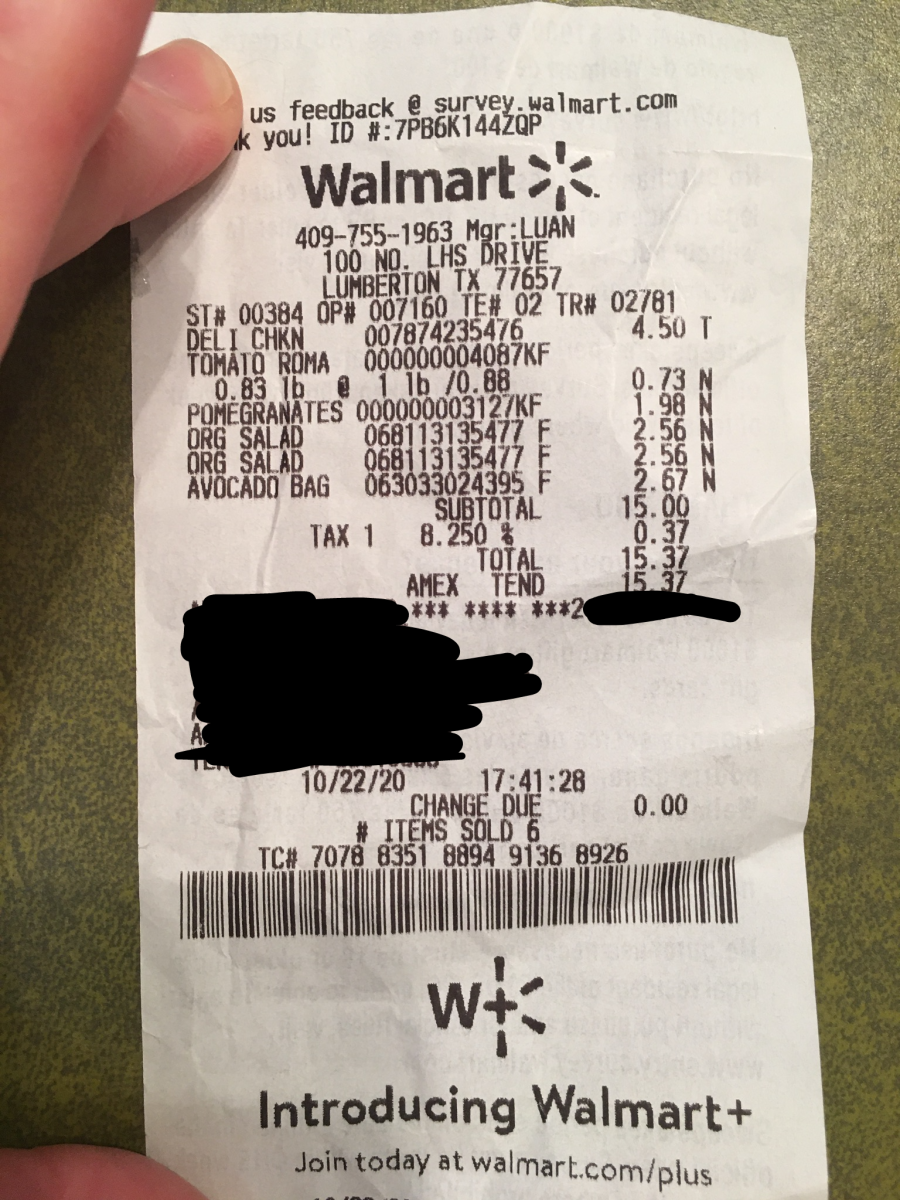 us feedback @ survey.walmart.com
k you! ID #:7PB6K144ZQP
Walmart
409-755-1963 Mgr:LUAN
100 NO. LHS DRIVE
LUMBERTON TX 77657
ST# 00384 OP# 007160 TE# 02 TR# 02781
DELI CHKN 007874235476 4.50 T
TOMATO ROMA 000000004087KF
0.83 lb @ 1 lb /0.88 0.73 N
POMEGRANATES 000000003127KF 1.98 N
ORG SALAD 068113135477 F 2.56 N
ORG SALAD 068113135477 F 2.56 N
AVOCADO BAG 063033024395 F 2.67 N
SUBTOTAL 15.00
TAX 1 8.250 % 0.37
TOTAL 15.37
AMEX TEND 15.37
*** **** ***2
10/22/20 17:41:28
CHANGE DUE 0.00
# ITEMS SOLD 6
TC# 7078 8351 8894 9136 8926
W+
Introducing Walmart+
Join today at walmart.com/plus